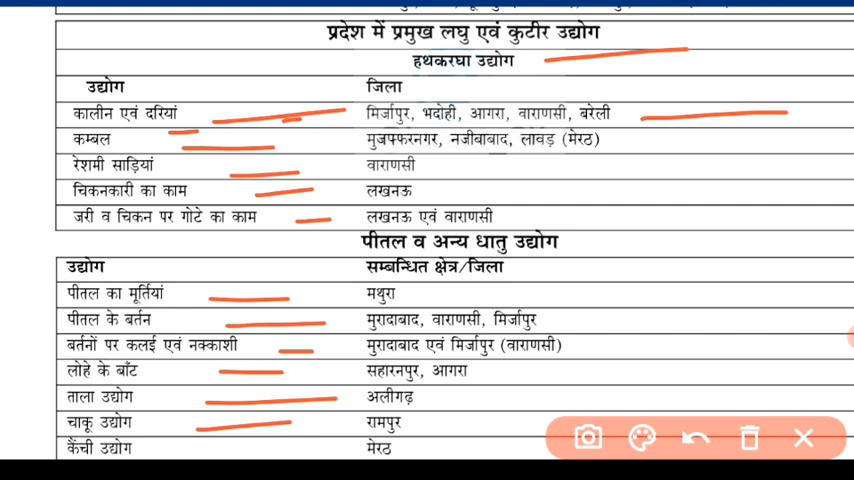 प्रदेश में प्रमुख लघु एवं कुटीर उद्योग
हथकरघा उद्योग
उद्योग जिला
कालीन एवं दरियां मिर्जापुर, भदोही, आगरा, वाराणसी, बरेली
कम्बल मुजफ्फरनगर, नजीबाबाद, लावड़ (मेरठ)
रेशमी साड़ियां वाराणसी
चिकनकारी का काम लखनऊ
जरी व चिकन पर गोटे का काम लखनऊ एवं वाराणसी
पीतल व अन्य धातु उद्योग
उद्योग सम्बन्धित क्षेत्र/जिला
पीतल का मूर्तियां मथुरा
पीतल के बर्तन मुरादाबाद, वाराणसी, मिर्जापुर
बर्तनों पर कलई एवं नक्काशी मुरादाबाद एवं मिर्जापुर (वाराणसी)
लोहे के बाँट सहारनपुर, आगरा
ताला उद्योग अलीगढ़
चाकू उद्योग रामपुर
कैंची उद्योग मेरठ